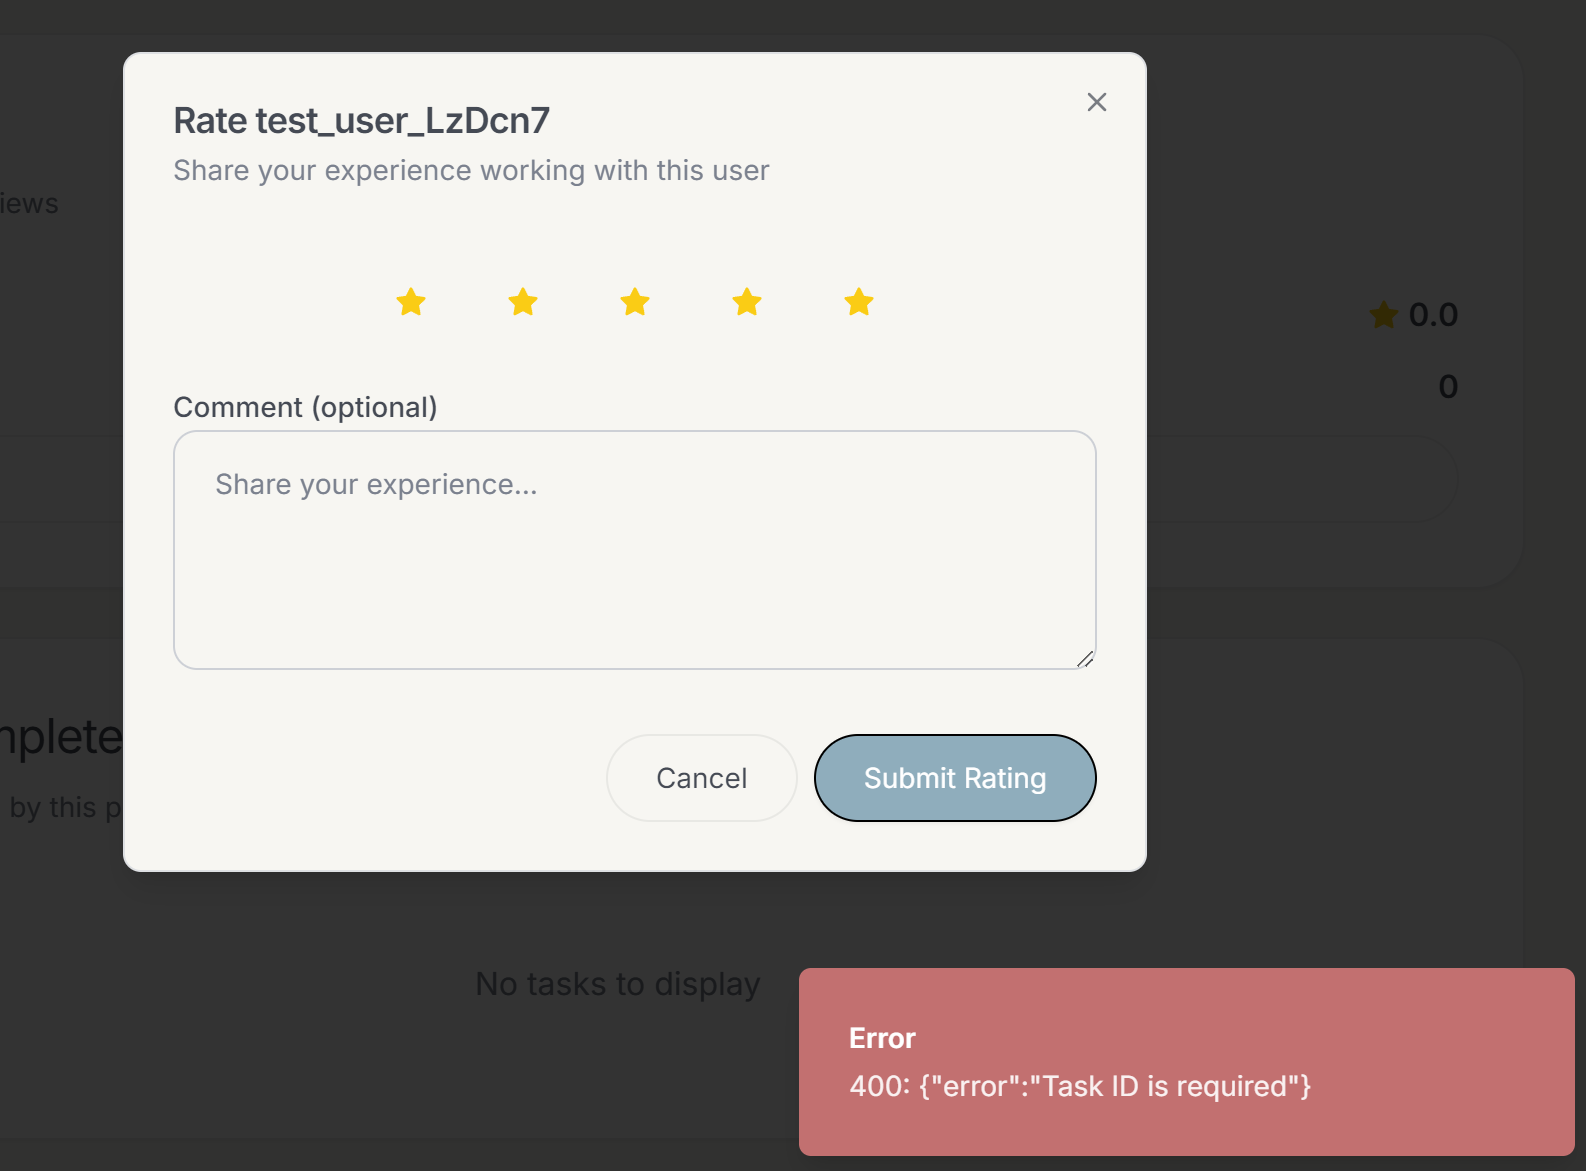 Rate test_user_LzDcn7
Share your experience working with this user
iews
0.0
0
Comment (optional)
Share your experience...
Cancel
Submit Rating
mplete
by this p
No tasks to display
Error
400: {"error":"Task ID is required"}